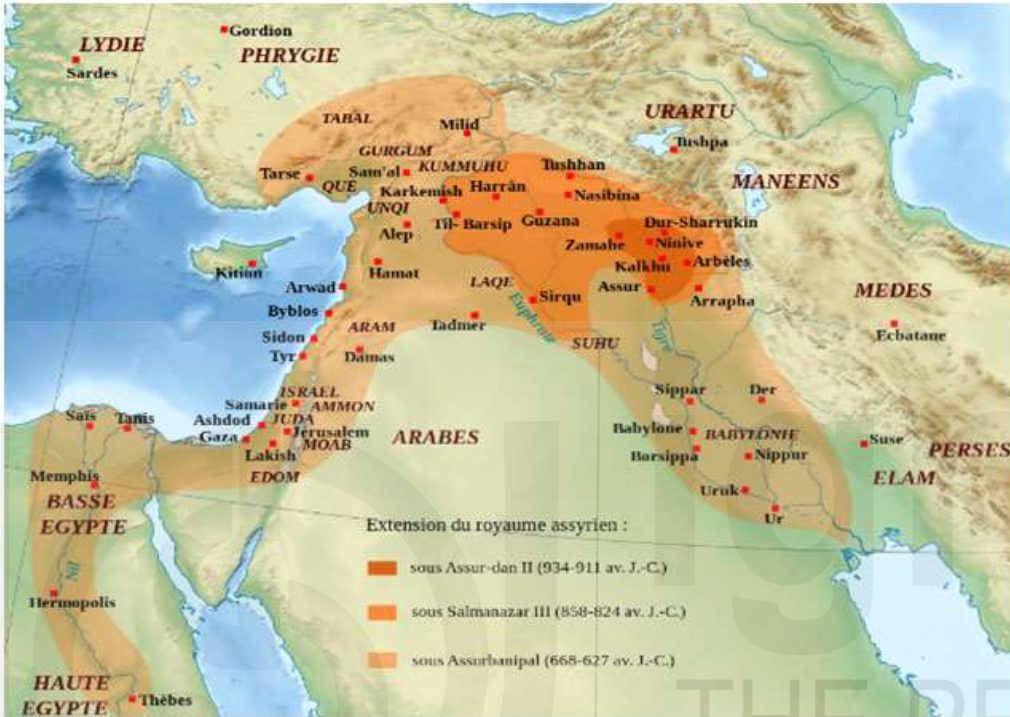 Gordion
LYDIE
PHRYGIE
Sardes
TABAL
Milid
URARTU
Tushpa
GURGUM
Sam'al
KUMMUHU
Tushhan
Tarse
QUE
Karkemish
Harrân
Nasibina
MANEENS
UNQI
Til- Barsip
Guzana
Dur-Sharrukin
Alep
Zamahe
Ninive
Kition
Hamat
Kalkhu
Arbèles
LAQE
Assur
Arwad
Sirqu
Arrapha
MEDES
Byblos
Euphrate
Tigre
ARAM
Tadmer
Ecbatane
Sidon
SUHU
Tyr
Damas
ISRAEL
Sippar
Der
Saïs
Tanis
Samarie
AMMON
Ashdod
JUDA
Gaza
Jerusalem
ARABES
Babylone
BABYLONIE
Suse
PERSES
Lakish
MOAB
Borsippa
Nippur
Memphis
EDOM
ELAM
BASSE
EGYPTE
Uruk
Ur
Extension du royaume assyrien :
sous Assur-dan II (934-911 av. J.-C.)
Nil
Hermopolis
sous Salmanazar III (858-824 av. J.-C.)
sous Assurbanipal (668-627 av. J.-C.)
HAUTE
EGYPTE
Thèbes
THE PE